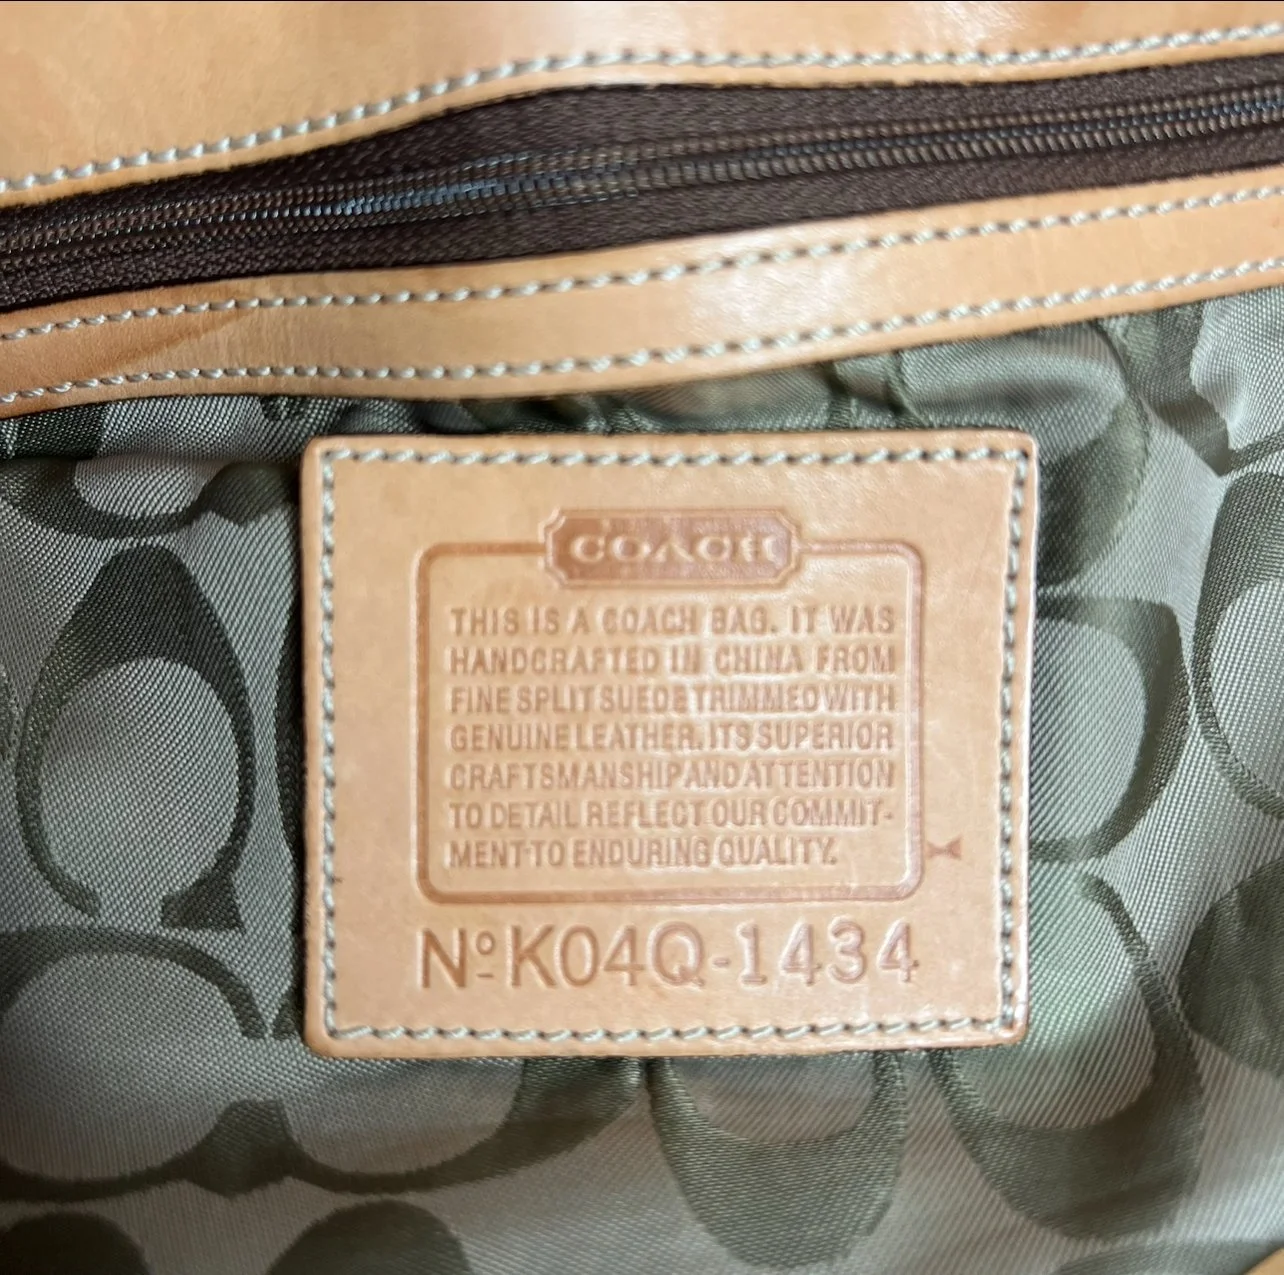 COACH
THIS IS A COACH BAG. IT WAS
HANDCRAFTED IN CHINA FROM
FINE SPLIT SUEDE TRIMMED WITH
GENUINE LEATHER. ITS SUPERIOR
CRAFTSMANSHIP AND ATTENTION
TO DETAIL REFLECT OUR COMMIT-
MENT TO ENDURING QUALITY.
Nº K04Q-1434